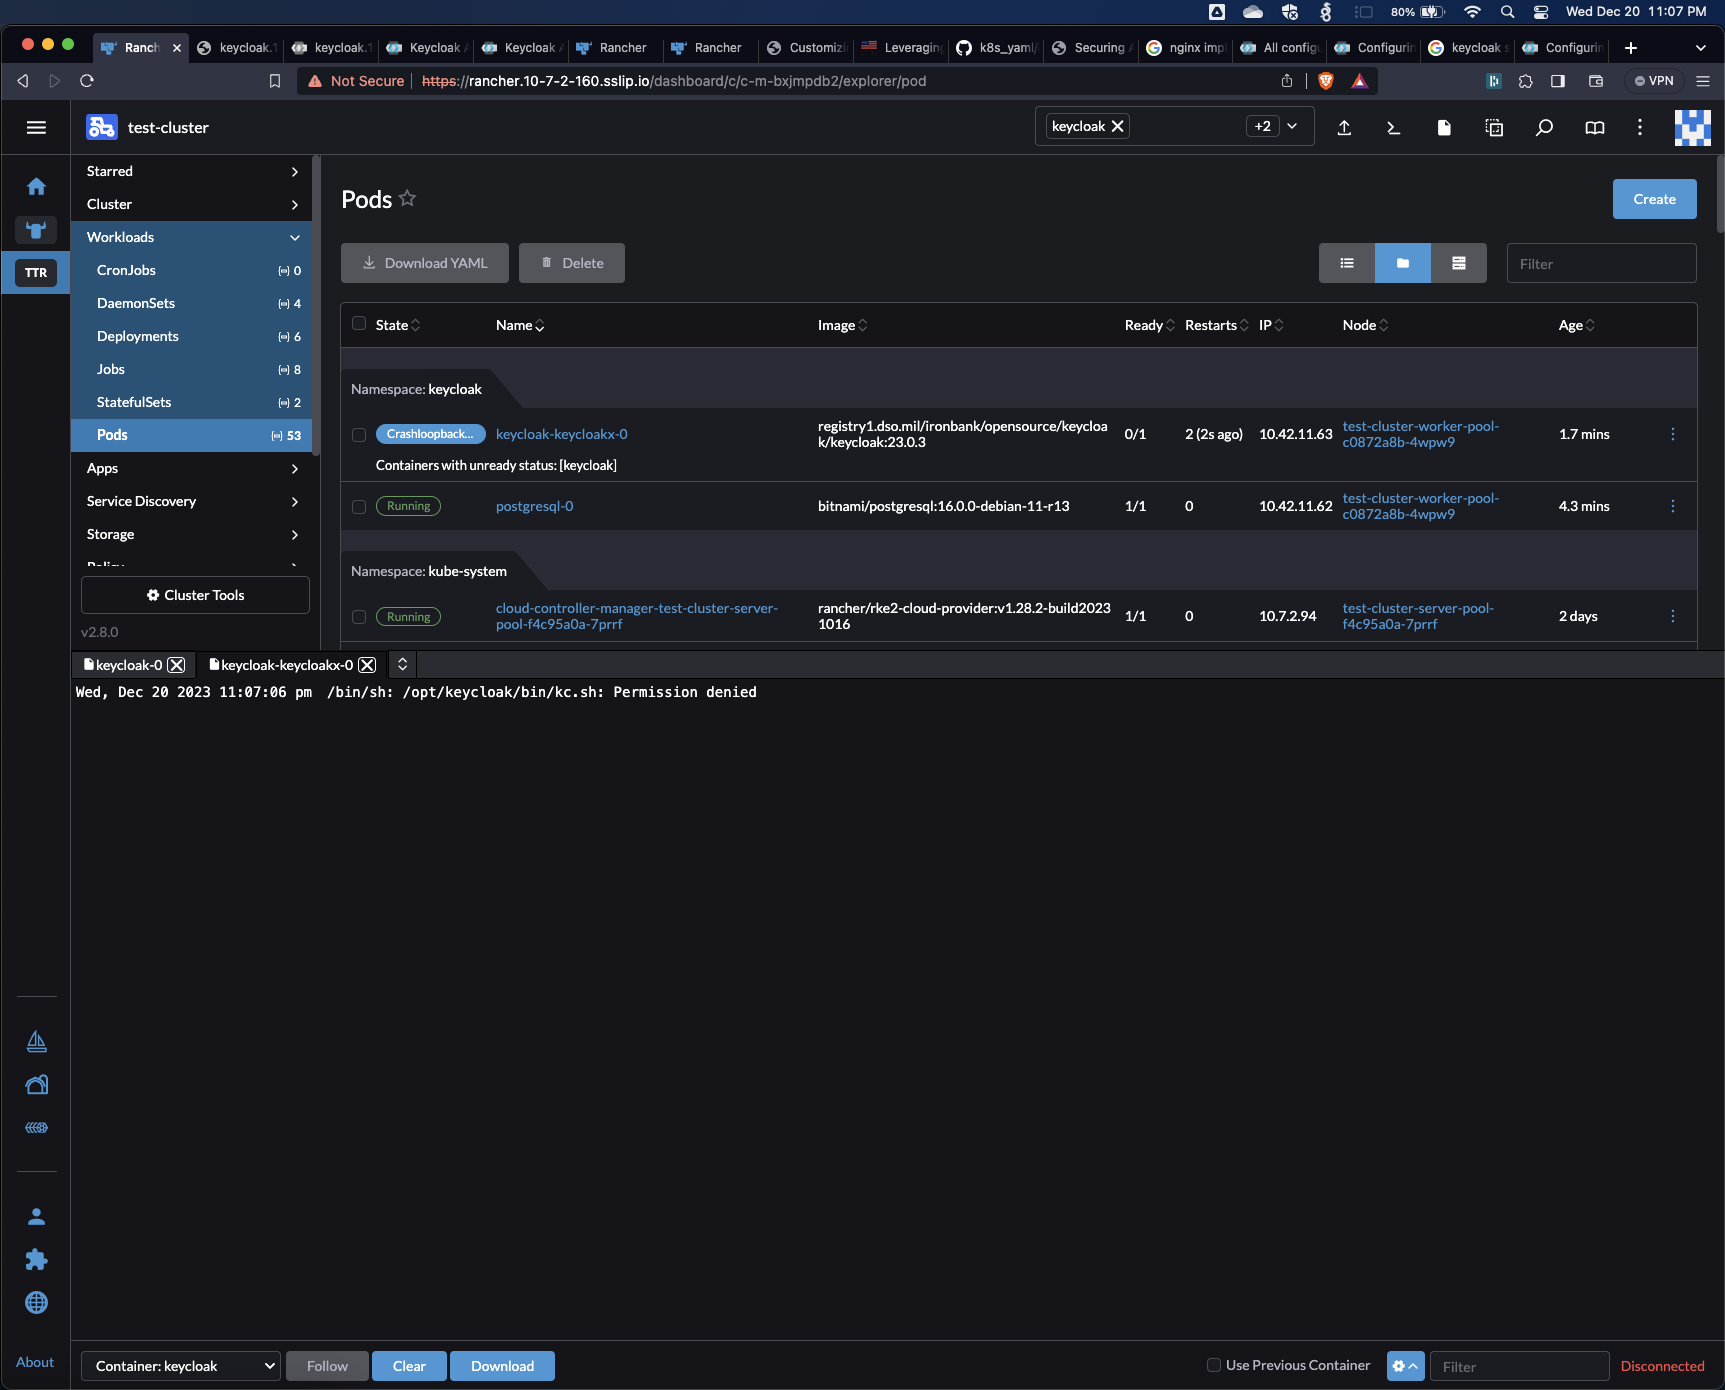 80%
Wed Dec 20 11:07 PM
Ranch
keycloak.1
keycloak.1
Keycloak A
Keycloak A
Rancher
Rancher
Customizi
Leveraging
k8s_yaml/
Securing A
nginx impl
All configu
Configurin
keycloak s
Configurin
Not Secure
https://rancher.10-7-2-160.sslip.io/dashboard/c/c-m-bxjmpdb2/explorer/pod
VPN
test-cluster
keycloak
+2
TTR
Starred
Cluster
Workloads
CronJobs 0
DaemonSets 4
Deployments 6
Jobs 8
StatefulSets 2
Pods 53
Apps
Service Discovery
Storage
Policy
Cluster Tools
v2.8.0
About
Pods
Create
Download YAML
Delete
Filter
State Name Image Ready Restarts IP Node Age
Namespace: keycloak
Crashloopback... keycloak-keycloakx-0 registry1.dso.mil/ironbank/opensource/keycloa
k/keycloak:23.0.3 0/1 2 (2s ago) 10.42.11.63 test-cluster-worker-pool-
c0872a8b-4wpw9 1.7 mins
Containers with unready status: [keycloak]
Running postgresql-0 bitnami/postgresql:16.0.0-debian-11-r13 1/1 0 10.42.11.62 test-cluster-worker-pool-
c0872a8b-4wpw9 4.3 mins
Namespace: kube-system
Running cloud-controller-manager-test-cluster-server-
pool-f4c95a0a-7prrf rancher/rke2-cloud-provider:v1.28.2-build2023
1016 1/1 0 10.7.2.94 test-cluster-server-pool-
f4c95a0a-7prrf 2 days
keycloak-0
keycloak-keycloakx-0
Wed, Dec 20 2023 11:07:06 pm /bin/sh: /opt/keycloak/bin/kc.sh: Permission denied
Container: keycloak
Follow
Clear
Download
Use Previous Container
Filter
Disconnected